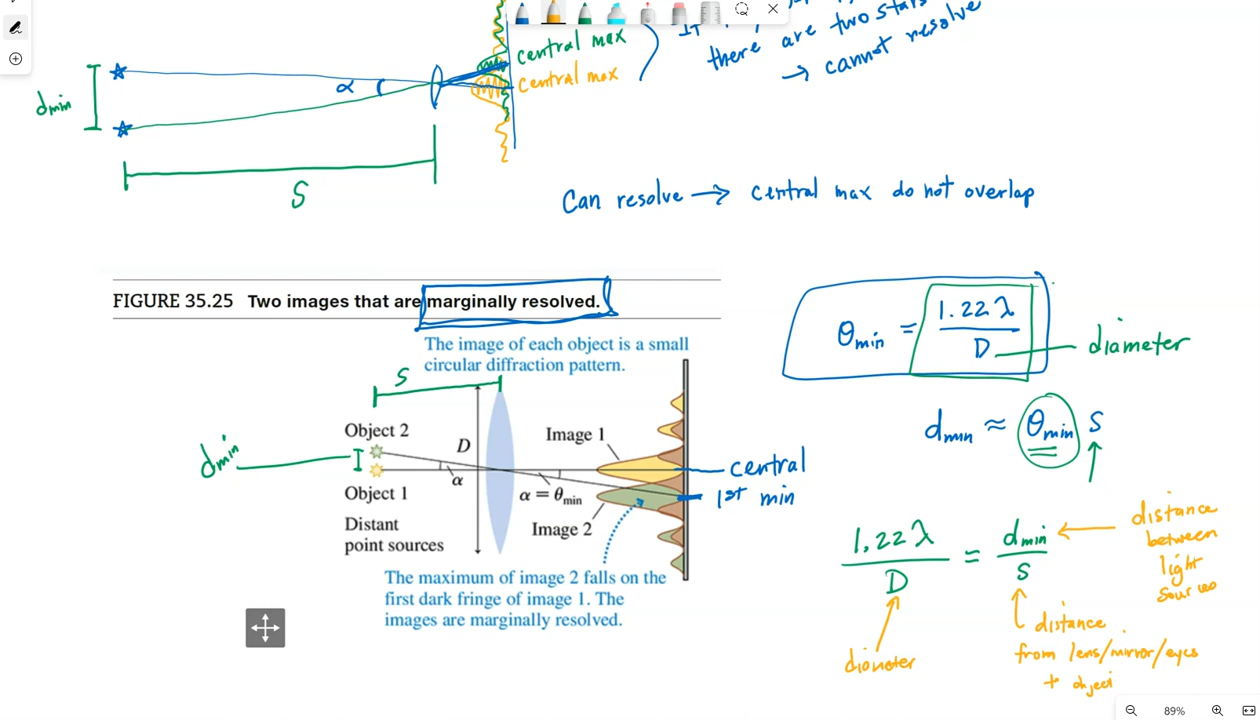 central max
central max
there are two stars
→ cannot resolve
α
dmin
S
Can resolve → central max do not overlap
FIGURE 35.25 Two images that are marginally resolved.
The image of each object is a small
circular diffraction pattern.
S
Object 2
D
Image 1
dmin
α
α = θmin
central
1st min
Object 1
Image 2
Distant
point sources
The maximum of image 2 falls on the
first dark fringe of image 1. The
images are marginally resolved.
θmin = 1.22 λ / D
diameter
dmin ≈ θmin S
1.22 λ / D = dmin / S
distance
between
light
sources
diameter
distance
from lens/mirror/eyes
+ object
89%